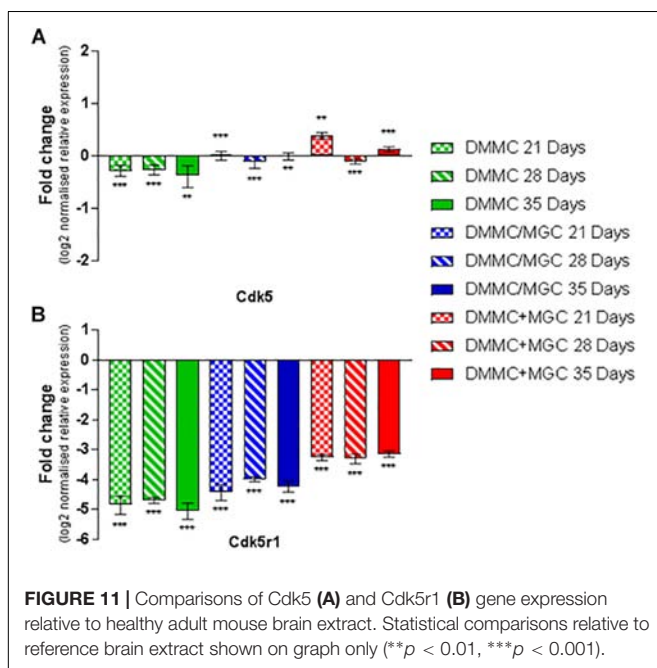 A
Fold change
(log2 normalised relative expression)
2
1
0
-1
-2
***
***
**
***
***
**
**
***
***
Cdk5
B
Fold change
(log2 normalised relative expression)
1
0
-1
-2
-3
-4
-5
-6
***
***
***
***
***
***
***
***
***
Cdk5r1
DMMC 21 Days
DMMC 28 Days
DMMC 35 Days
DMMC/MGC 21 Days
DMMC/MGC 28 Days
DMMC/MGC 35 Days
DMMC+MGC 21 Days
DMMC+MGC 28 Days
DMMC+MGC 35 Days
FIGURE 11 | Comparisons of Cdk5 (A) and Cdk5r1 (B) gene expression
relative to healthy adult mouse brain extract. Statistical comparisons relative to
reference brain extract shown on graph only (**p < 0.01, ***p < 0.001).